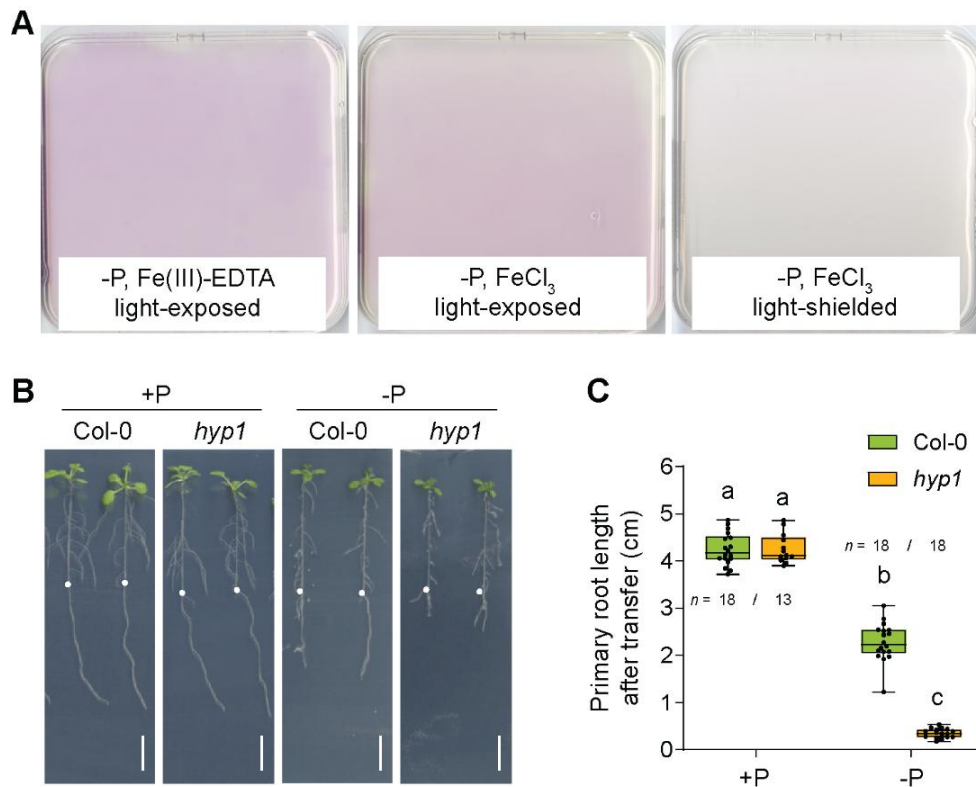 A
-P, Fe(III)-EDTA
light-exposed
-P, FeCl₃
light-exposed
-P, FeCl₃
light-shielded
B
+P
-P
Col-0
hyp1
Col-0
hyp1
C
Col-0
hyp1
Primary root length
after transfer (cm)
6
5
4
3
2
1
0
a
a
n = 18 / 13
n = 18 / 18
b
c
+P
-P